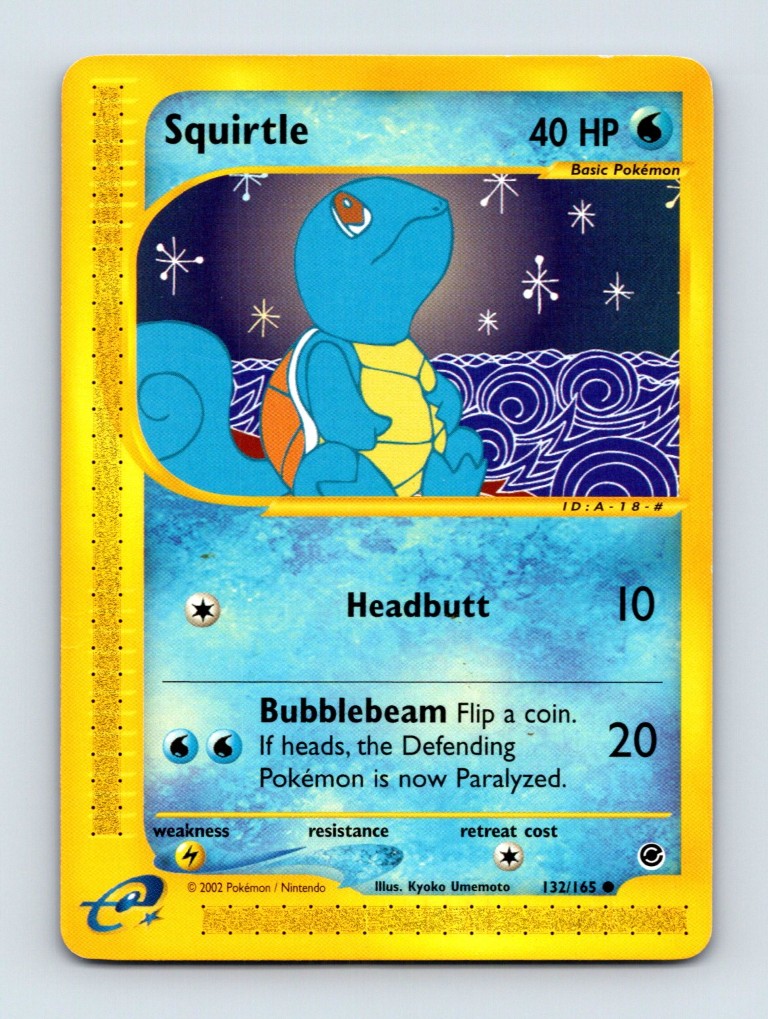 Squirtle
40 HP
Basic Pokémon
ID:A-18-#
Headbutt
10
Bubblebeam Flip a coin.
If heads, the Defending
Pokémon is now Paralyzed.
20
weakness
resistance
retreat cost
© 2002 Pokémon / Nintendo
Illus. Kyoko Umemoto
132/165
e